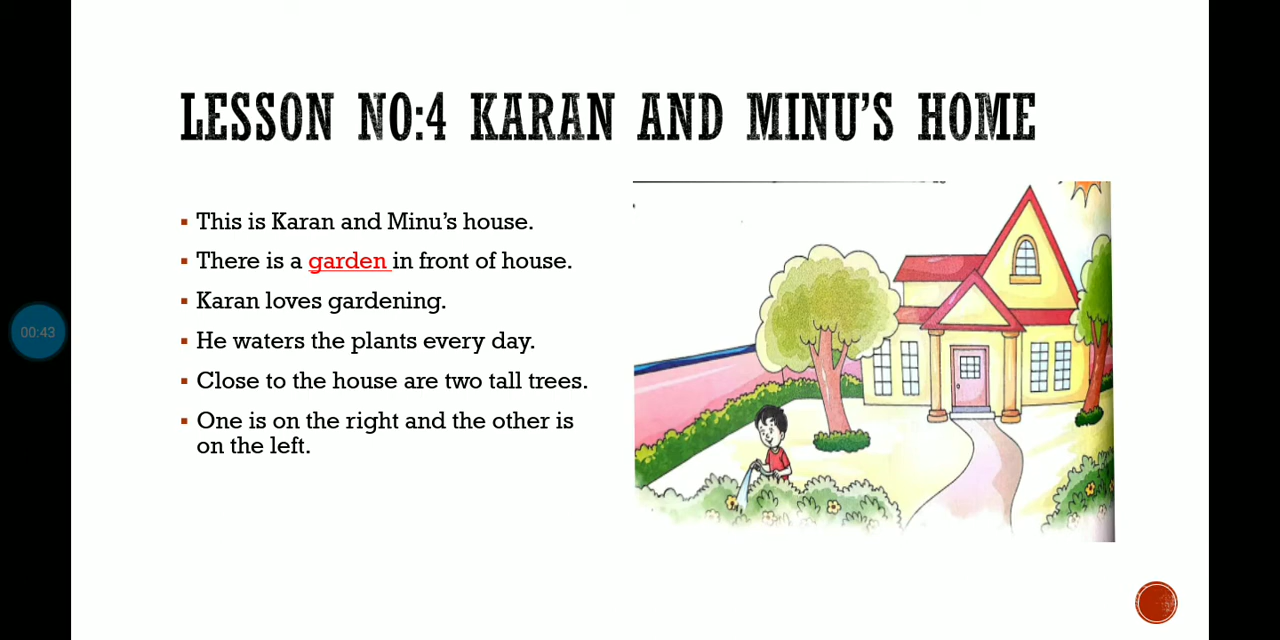 LESSON NO:4 KARAN AND MINU'S HOME
▪ This is Karan and Minu's house.
▪ There is a garden in front of house.
▪ Karan loves gardening.
▪ He waters the plants every day.
▪ Close to the house are two tall trees.
▪ One is on the right and the other is
on the left.
00:43